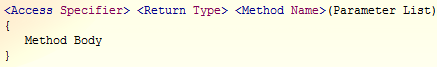 <Access Specifier> <Return Type> <Method Name>(Parameter List)
{
Method Body
}